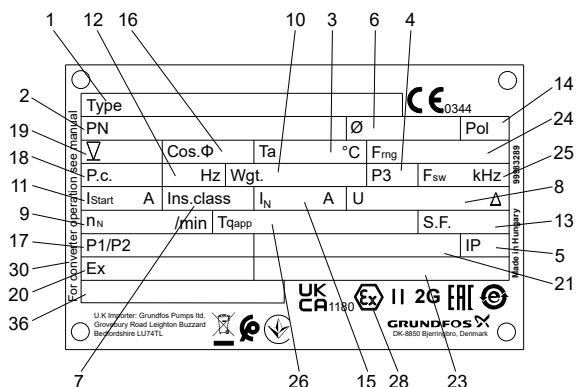 1 12 16 10 3 6 4
14
2
24
19
18
25
11
8
9
13
17
5
30
21
20
36
7 26 15 28 23
For converter operation see manual
Type
CE 0344
PN Ø Pol
Cos.Φ Ta °C Frng
P.c. Hz Wgt. P3 Fsw kHz
IStart A Ins.class IN A U Δ
nN /min Tqapp S.F.
P1/P2 IP
Ex
99983289
Made in Hungary
UK CA 1180 Ex II 2G EAC
U.K Importer: Grundfos Pumps ltd.
Grovebury Road Leighton Buzzard
Bedfordshire LU74TL
GRUNDFOS
DK-8850 Bjerringbro, Denmark